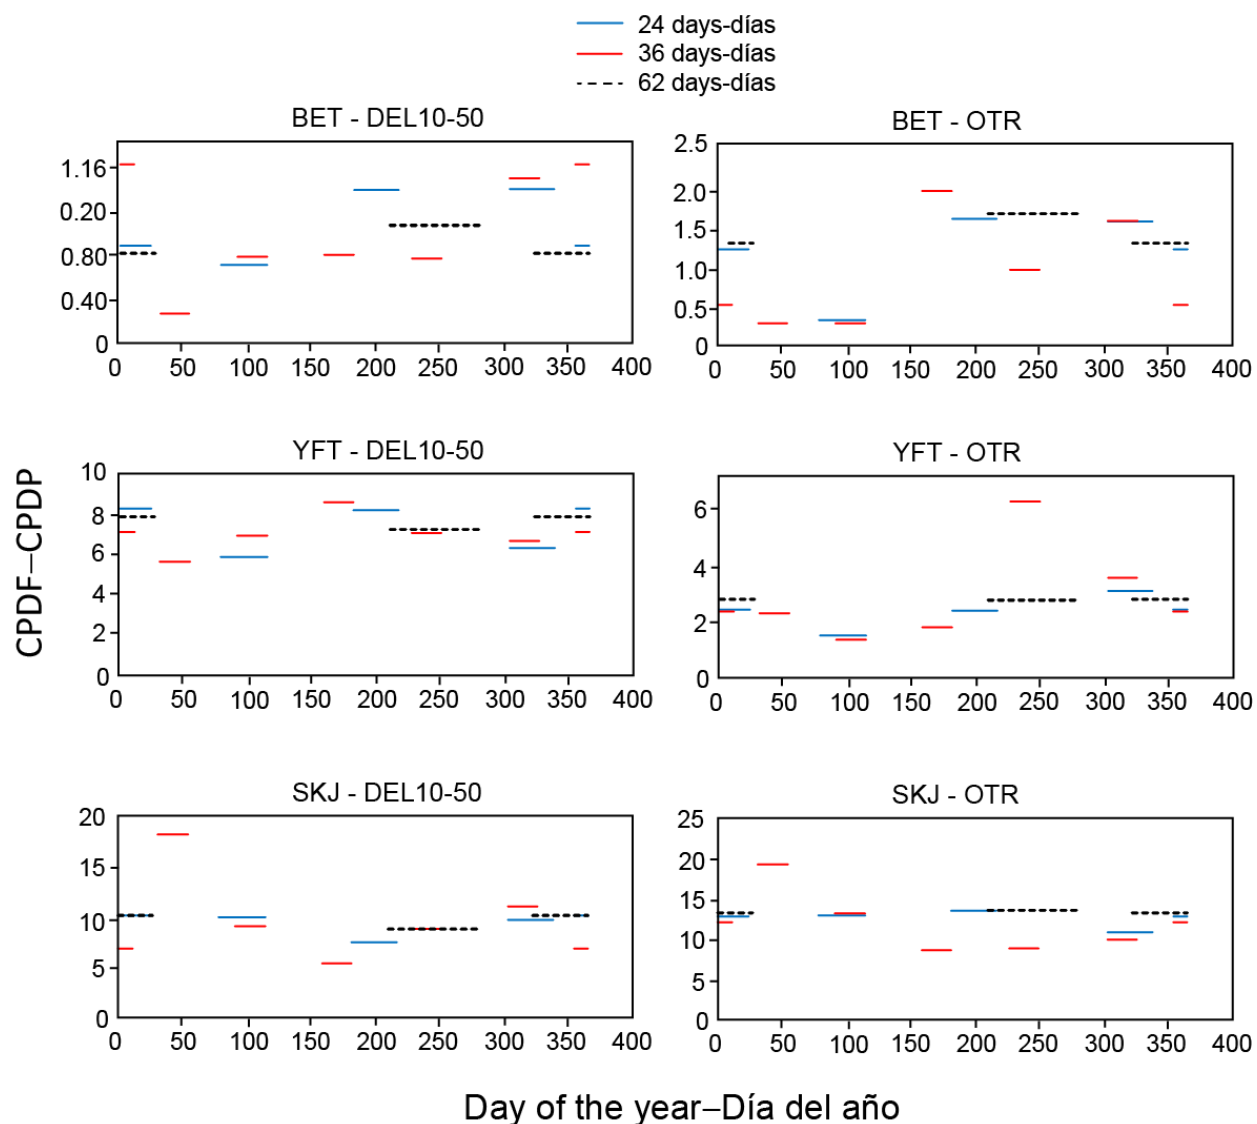 24 days-días
36 days-días
62 days-días
BET - DEL10-50
1.16
0.20
0.80
0.40
0
0 50 100 150 200 250 300 350 400
BET - OTR
2.5
2.0
1.5
1.0
0.5
0
0 50 100 150 200 250 300 350 400
CPDF–CPDP
YFT - DEL10-50
10
8
6
4
2
0
0 50 100 150 200 250 300 350 400
YFT - OTR
6
4
2
0
0 50 100 150 200 250 300 350 400
SKJ - DEL10-50
20
15
10
5
0
0 50 100 150 200 250 300 350 400
SKJ - OTR
25
20
15
10
5
0
0 50 100 150 200 250 300 350 400
Day of the year–Día del año